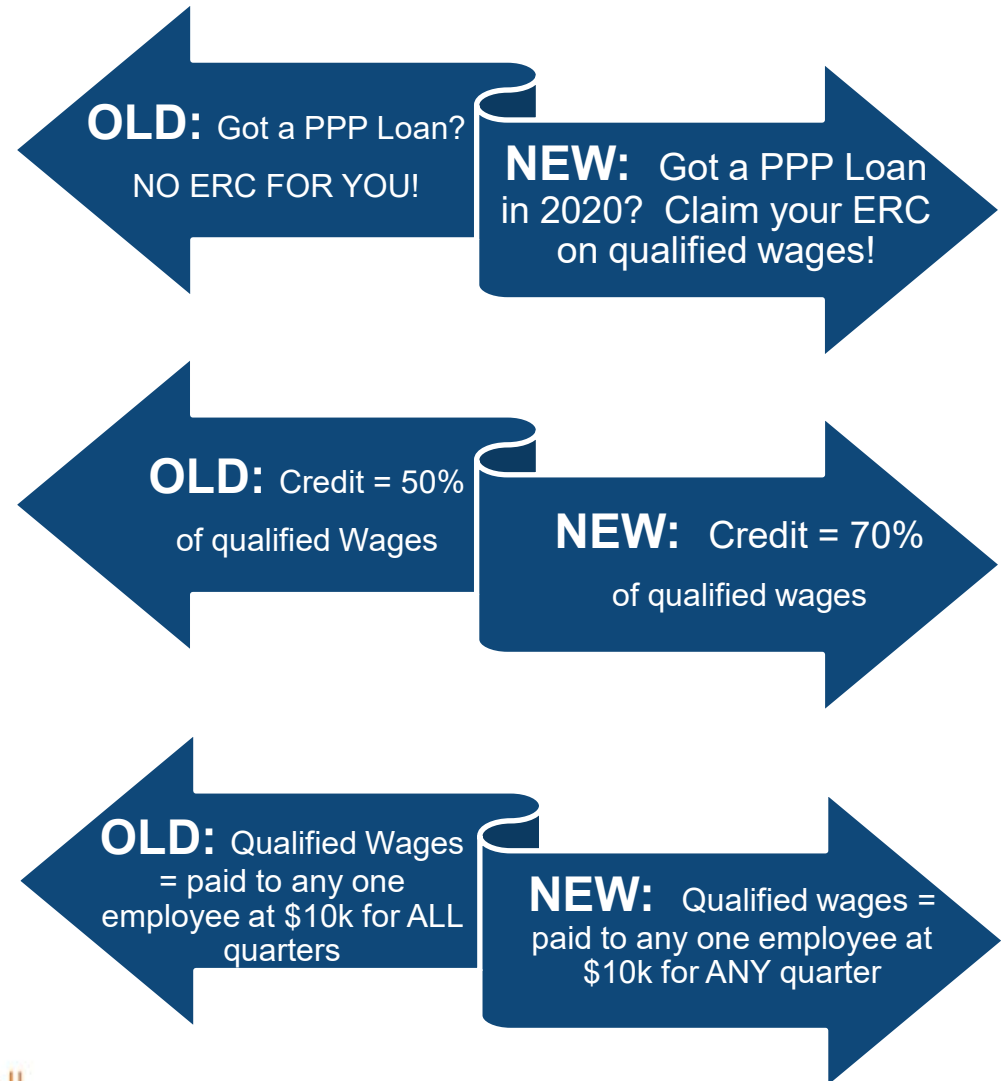 OLD: Got a PPP Loan?
NO ERC FOR YOU!
NEW: Got a PPP Loan
in 2020? Claim your ERC
on qualified wages!
OLD: Credit = 50%
of qualified Wages
NEW: Credit = 70%
of qualified wages
OLD: Qualified Wages
= paid to any one
employee at $10k for ALL
quarters
NEW: Qualified wages =
paid to any one employee at
$10k for ANY quarter